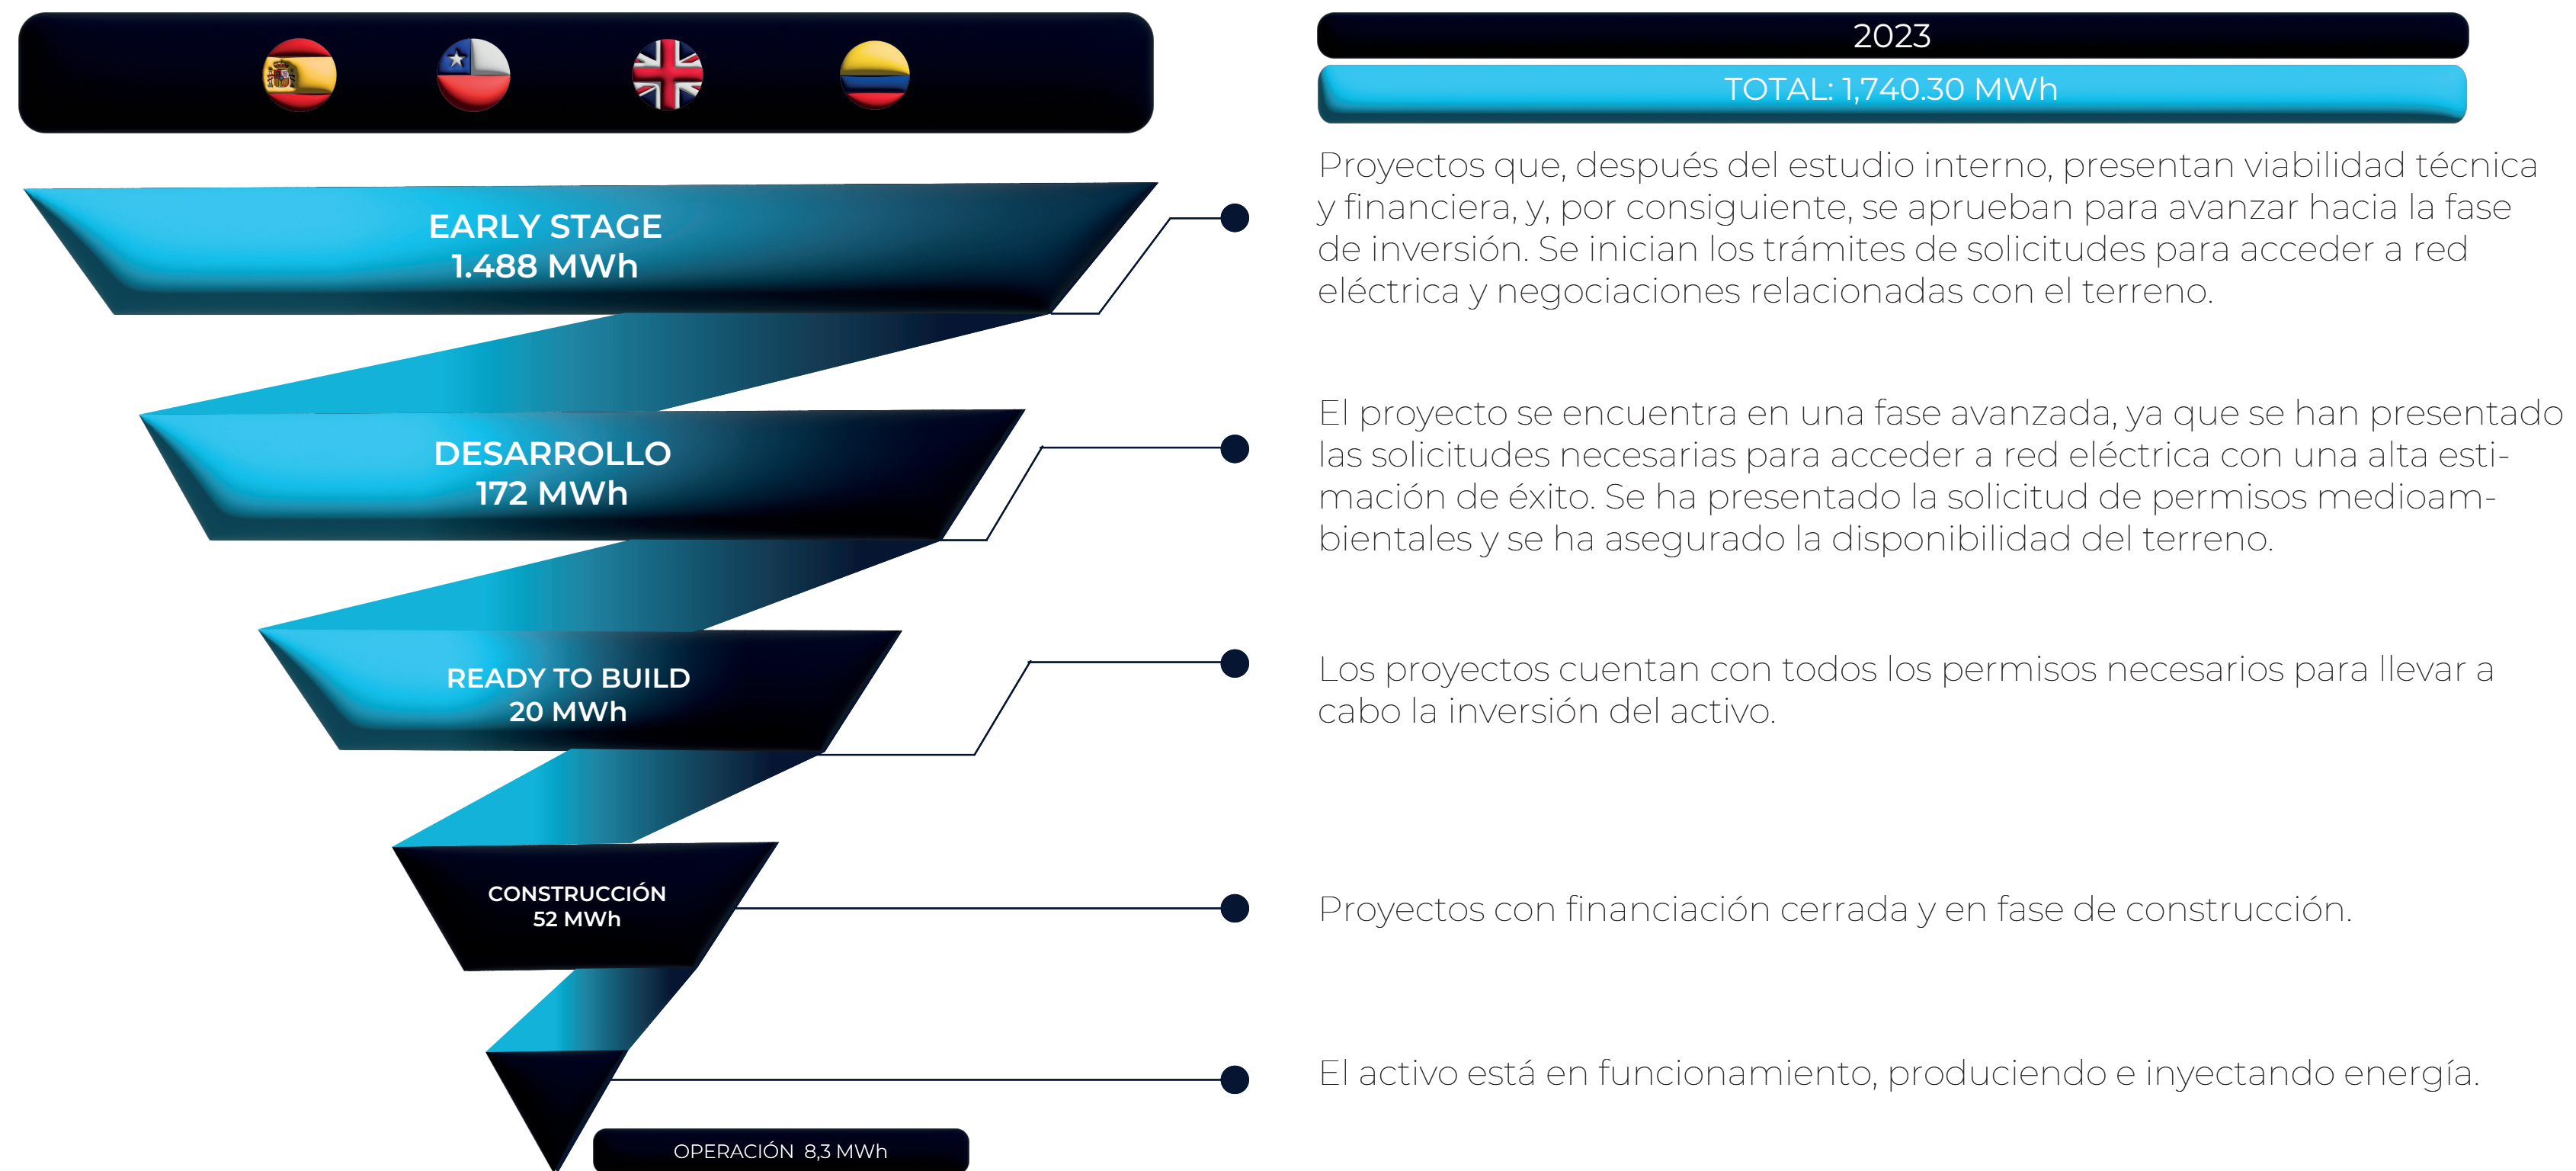 2023
TOTAL: 1,740.30 MWh
EARLY STAGE
1.488 MWh
Proyectos que, después del estudio interno, presentan viabilidad técnica
y financiera, y, por consiguiente, se aprueban para avanzar hacia la fase
de inversión. Se inician los trámites de solicitudes para acceder a red
eléctrica y negociaciones relacionadas con el terreno.
DESARROLLO
172 MWh
El proyecto se encuentra en una fase avanzada, ya que se han presentado
las solicitudes necesarias para acceder a red eléctrica con una alta esti-
mación de éxito. Se ha presentado la solicitud de permisos medioam-
bientales y se ha asegurado la disponibilidad del terreno.
READY TO BUILD
20 MWh
Los proyectos cuentan con todos los permisos necesarios para llevar a
cabo la inversión del activo.
CONSTRUCCIÓN
52 MWh
Proyectos con financiación cerrada y en fase de construcción.
El activo está en funcionamiento, produciendo e inyectando energía.
OPERACIÓN 8,3 MWh